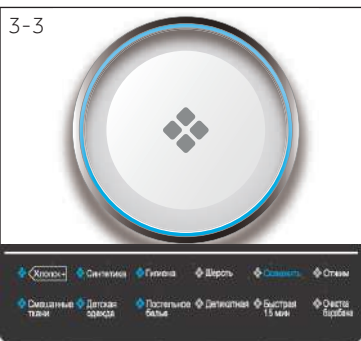 3-3
Хлопок+ Синтетика Гигиена Шерсть Освежить Отжим
Смешанные Детская Постельное Деликатная Быстрая Очистка
ткани одежда белье 15 мин барабана